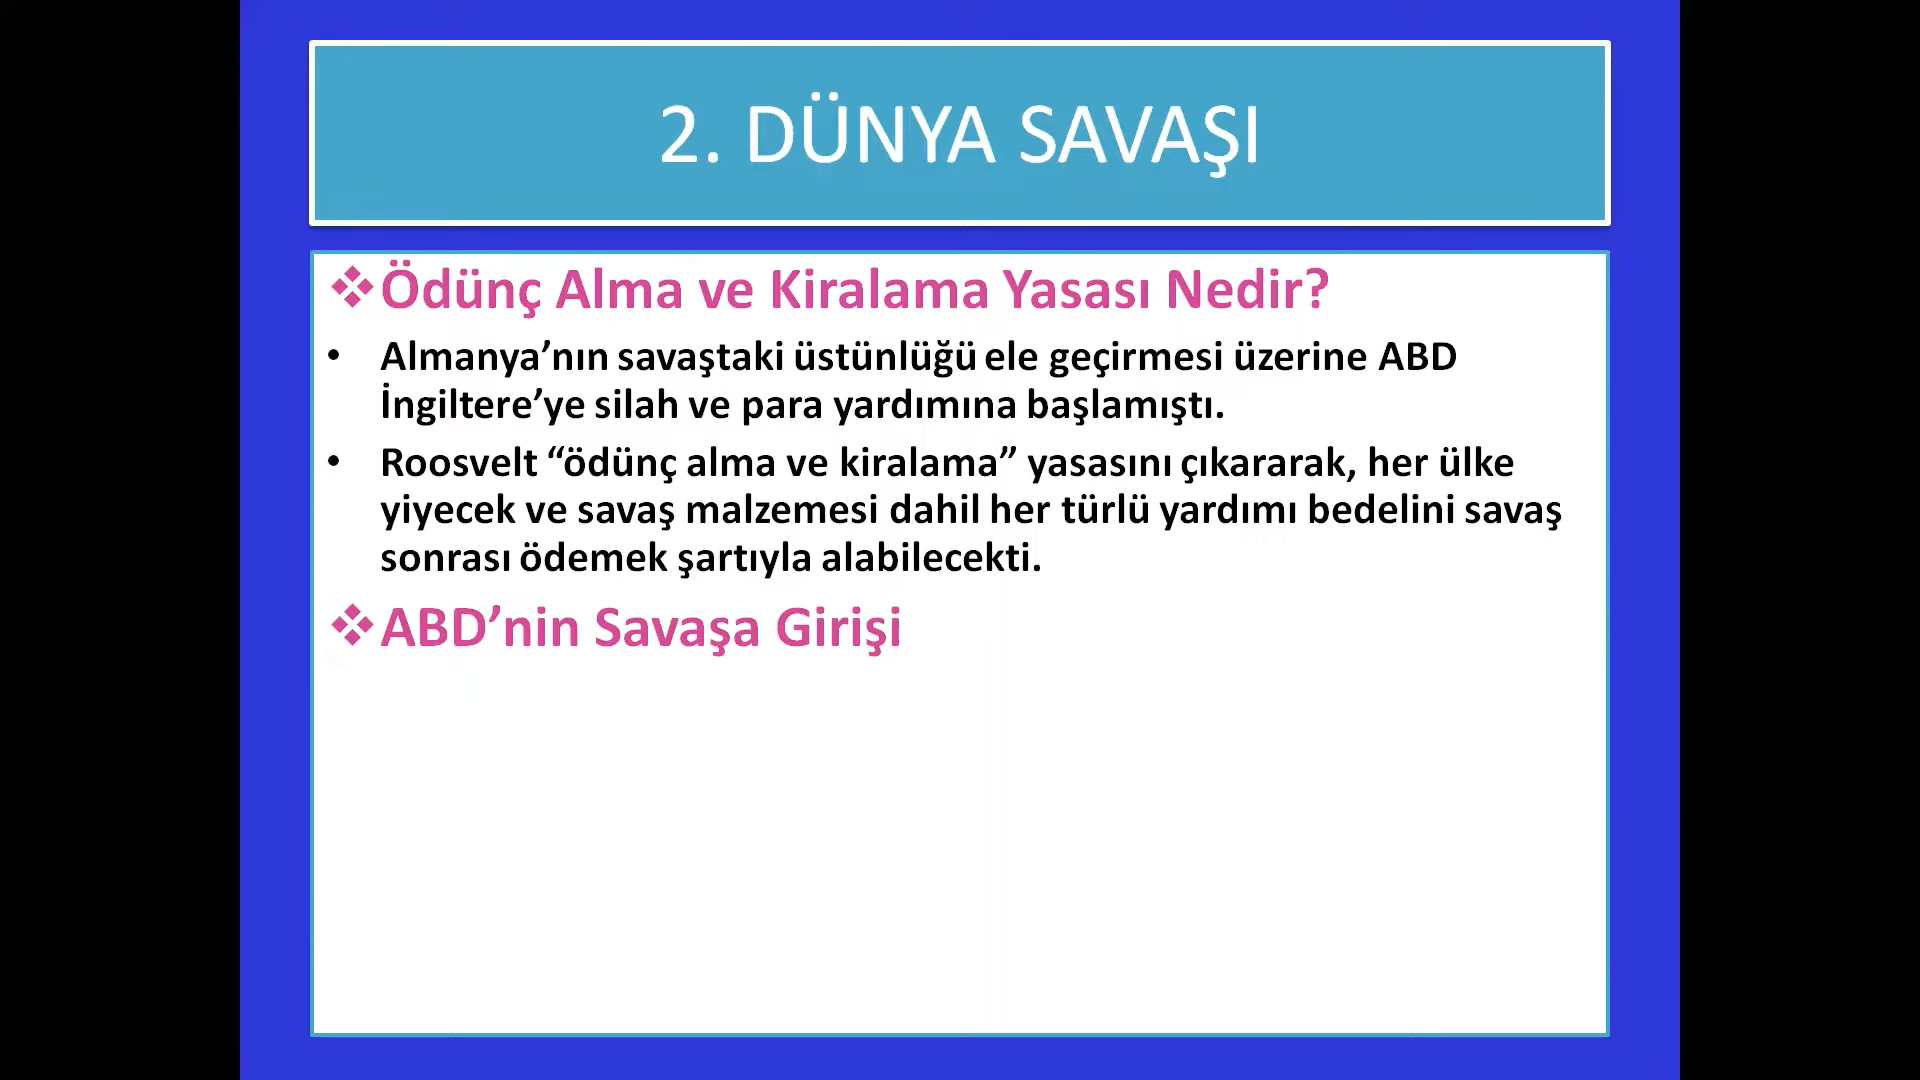 2. DÜNYA SAVAŞI
❖Ödünç Alma ve Kiralama Yasası Nedir?
• Almanya’nın savaştaki üstünlüğü ele geçirmesi üzerine ABD
İngiltere’ye silah ve para yardımına başlamıştı.
• Roosvelt “ödünç alma ve kiralama” yasasını çıkararak, her ülke
yiyecek ve savaş malzemesi dahil her türlü yardımı bedelini savaş
sonrası ödemek şartıyla alabilecekti.
❖ABD’nin Savaşa Girişi